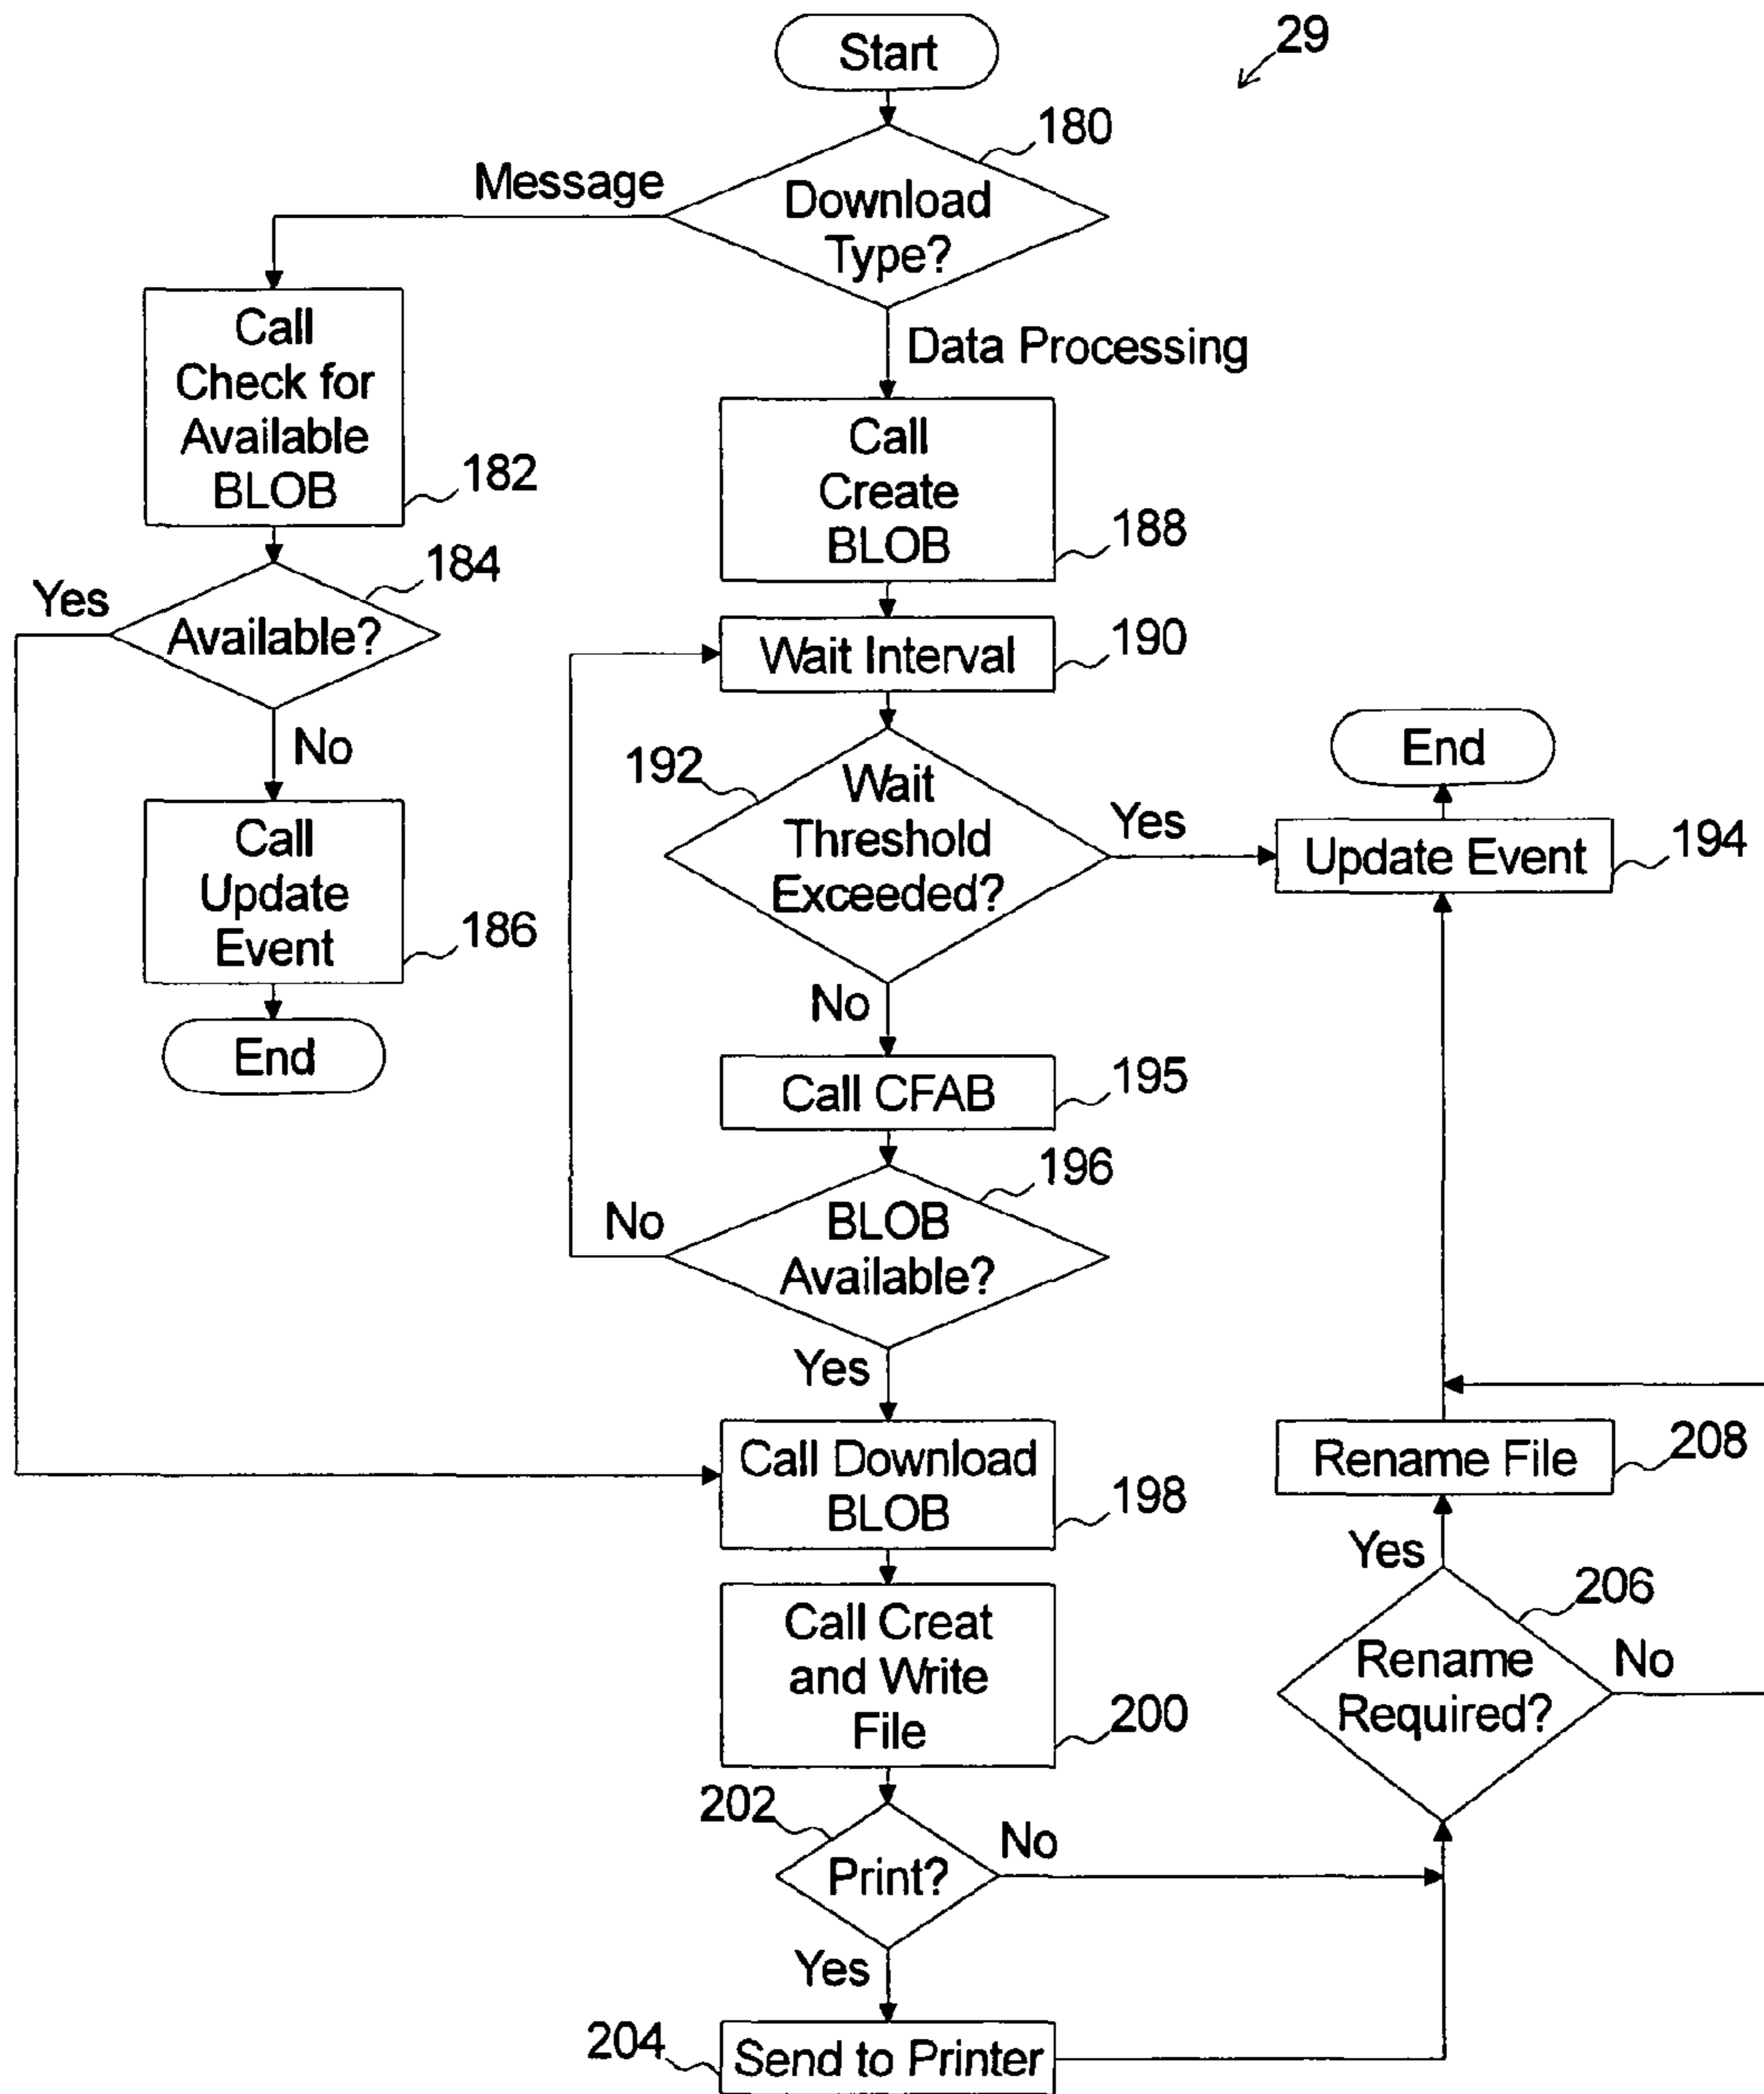 Start
29
180
Message
Download
Type?
Call
Check for
Available
BLOB
182
Data Processing
Call
Create
BLOB
188
184
Yes
Available?
No
Wait Interval
190
192
Wait
Threshold
Exceeded?
Yes
End
Update Event
194
Call
Update
Event
186
End
No
Call CFAB
195
196
No
BLOB
Available?
Yes
Call Download
BLOB
198
Rename File
208
Yes
206
Call Creat
and Write
File
200
Rename
Required?
No
202
Print?
No
Yes
204
Send to Printer